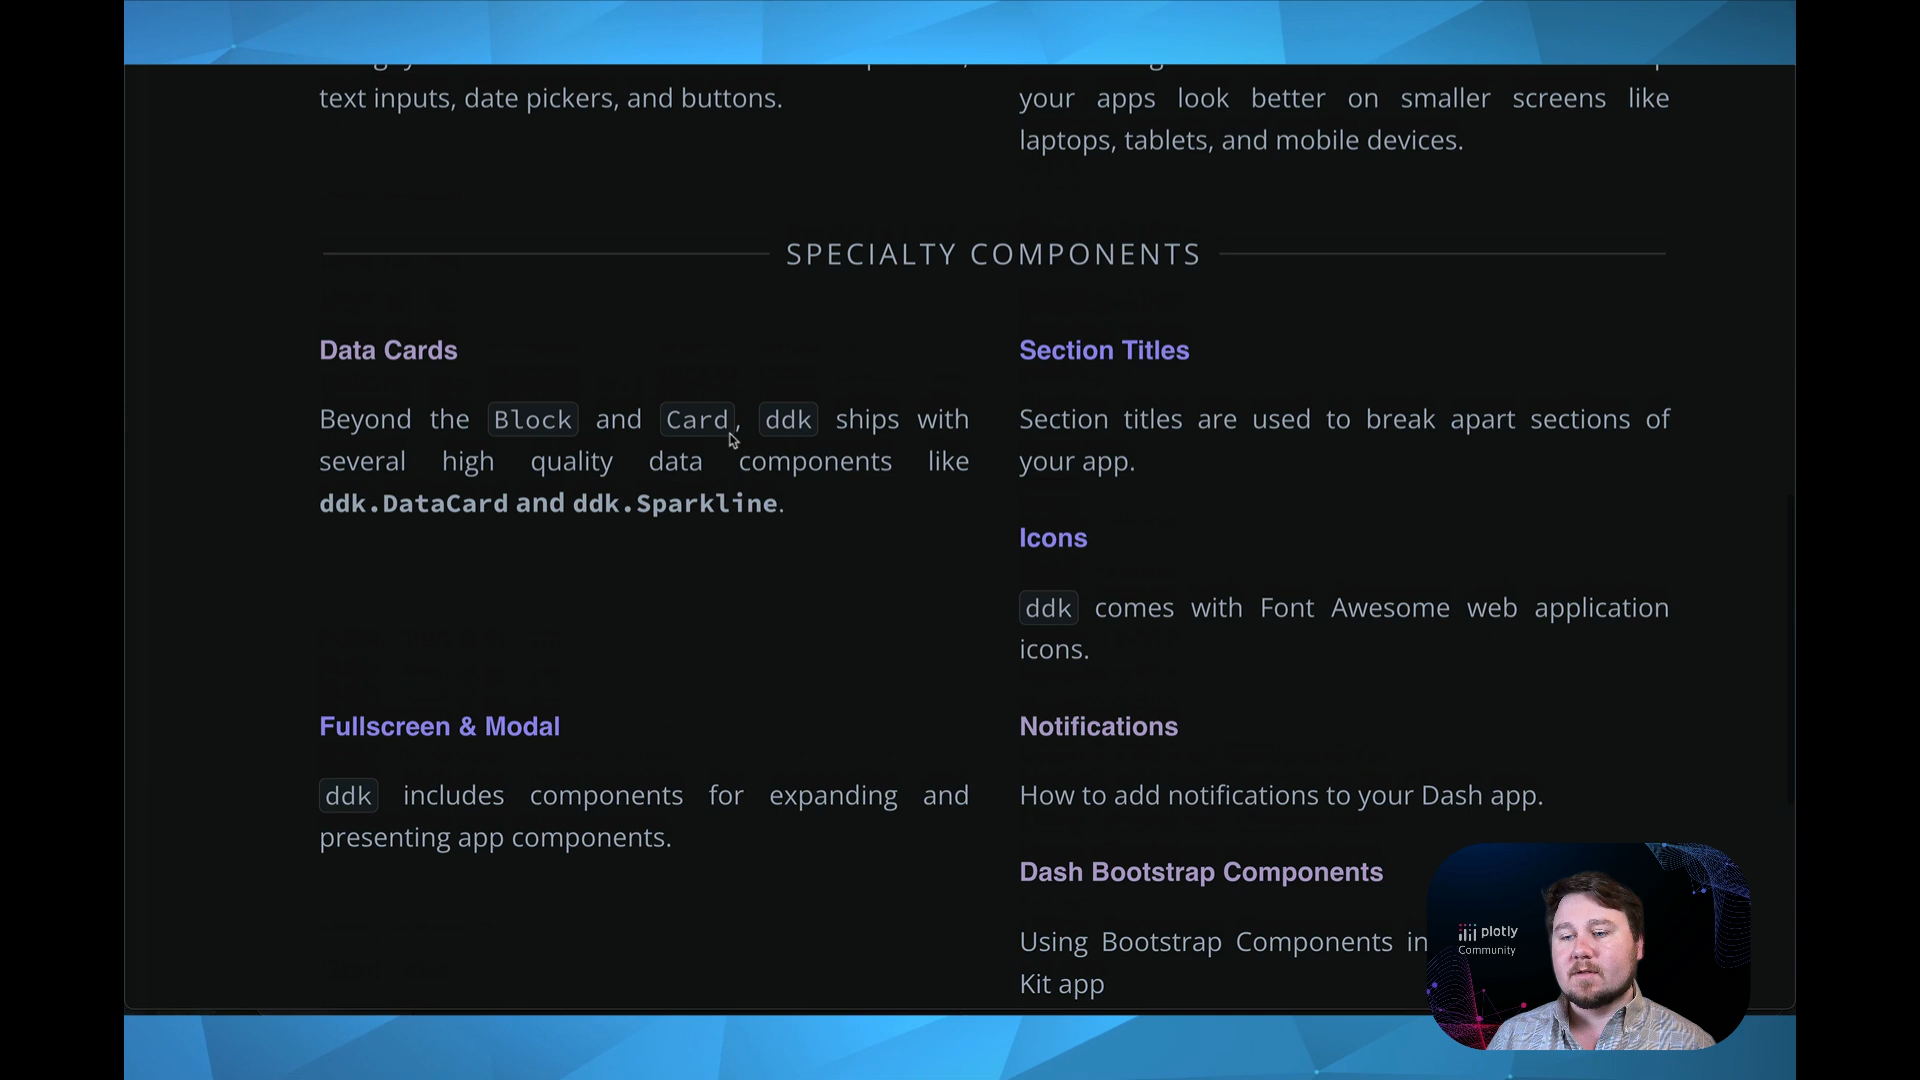 text inputs, date pickers, and buttons.
your apps look better on smaller screens like
laptops, tablets, and mobile devices.
SPECIALTY COMPONENTS
Data Cards
Beyond the Block and Card, ddk ships with
several high quality data components like
ddk.DataCard and ddk.Sparkline.
Section Titles
Section titles are used to break apart sections of
your app.
Icons
ddk comes with Font Awesome web application
icons.
Fullscreen & Modal
ddk includes components for expanding and
presenting app components.
Notifications
How to add notifications to your Dash app.
Dash Bootstrap Components
Using Bootstrap Components in
Kit app
plotly
Community